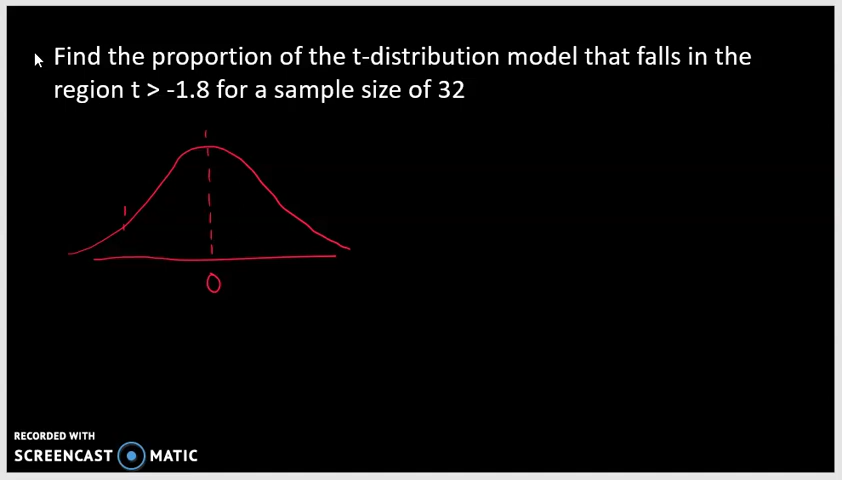 Find the proportion of the t-distribution model that falls in the
region t > -1.8 for a sample size of 32
0
RECORDED WITH
SCREENCAST MATIC